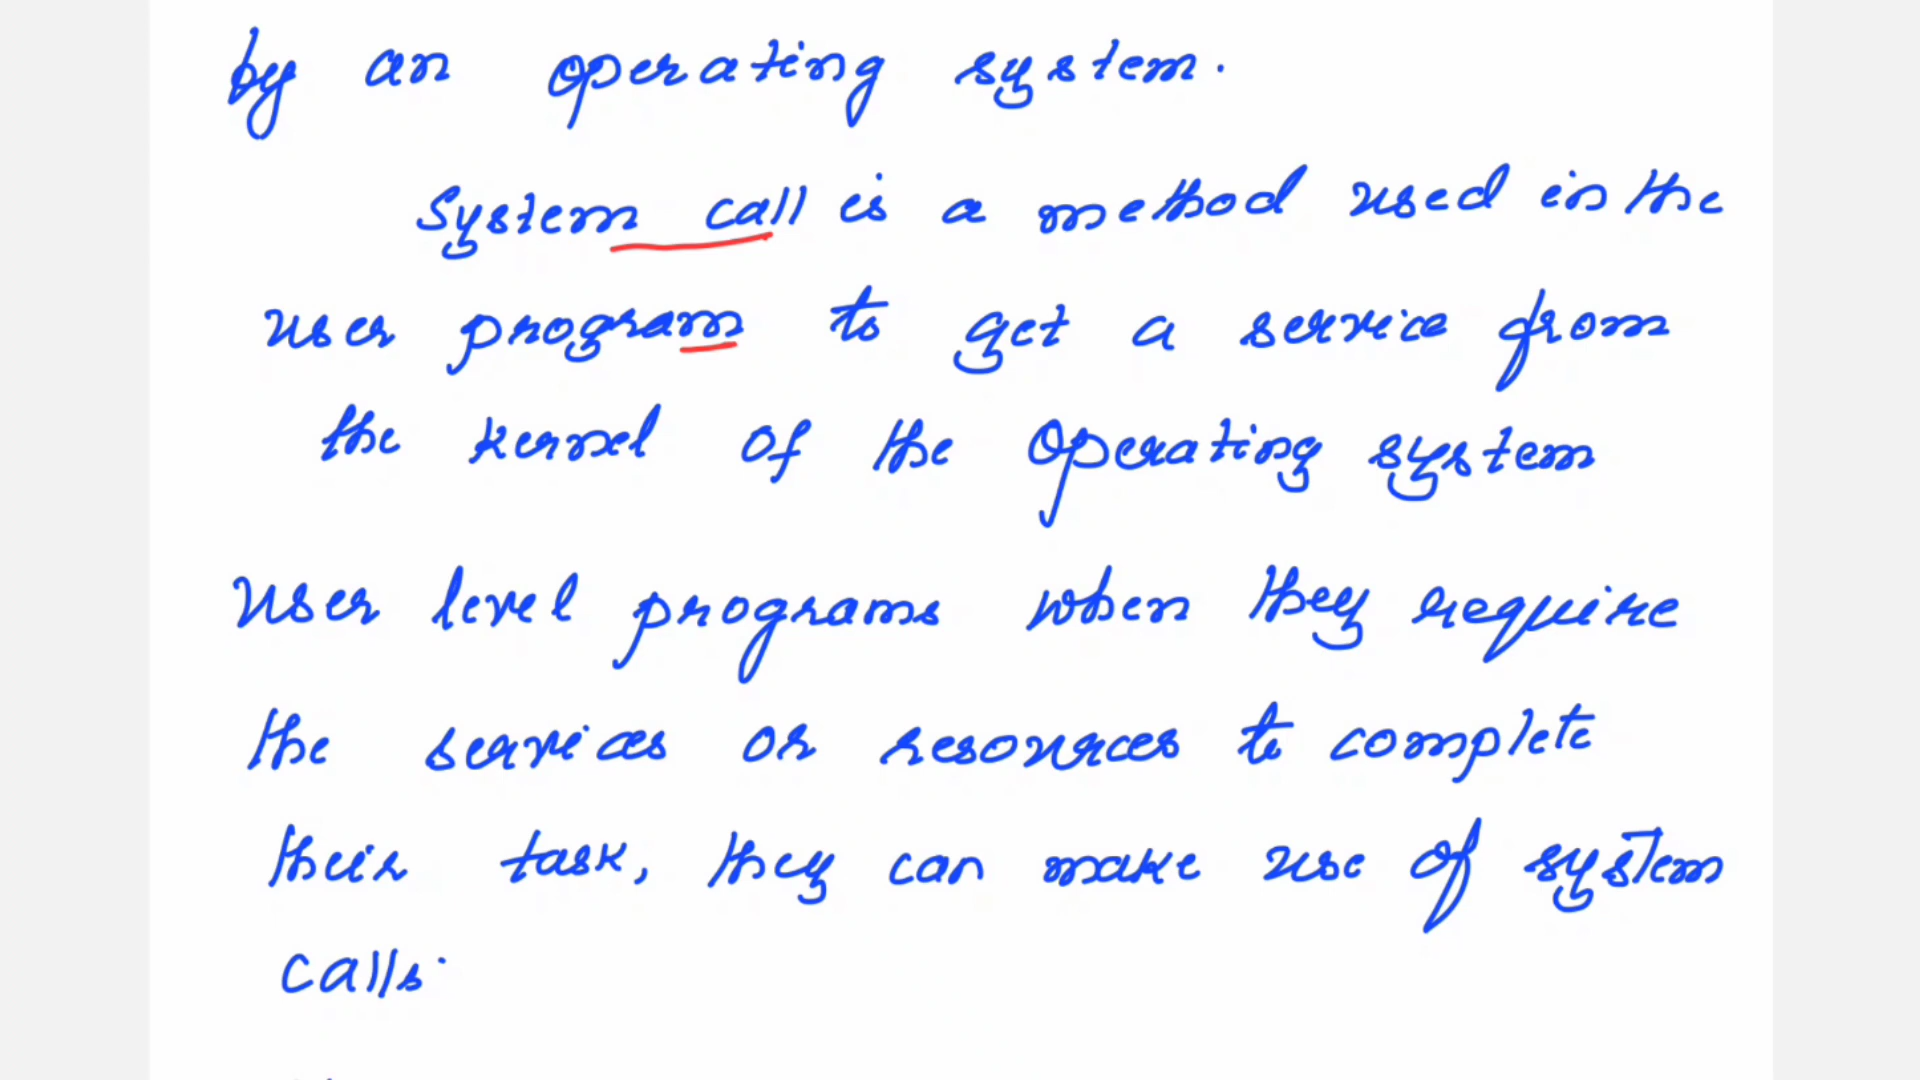 by an operating system.
System call is a method used in the
user program to get a service from
the kernel of the Operating system
User level programs when they require
the services or resources to complete
their task, they can make use of system
calls.